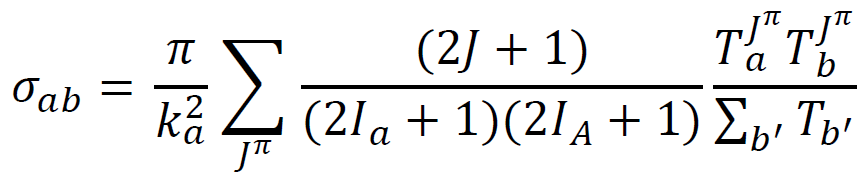 σ_{ab} = \frac{π}{k_a^2} \sum_{J^π} \frac{(2J + 1)}{(2I_a + 1)(2I_A + 1)} \frac{T_a^{J^π} T_b^{J^π}}{\sum_{b'} T_{b'}}